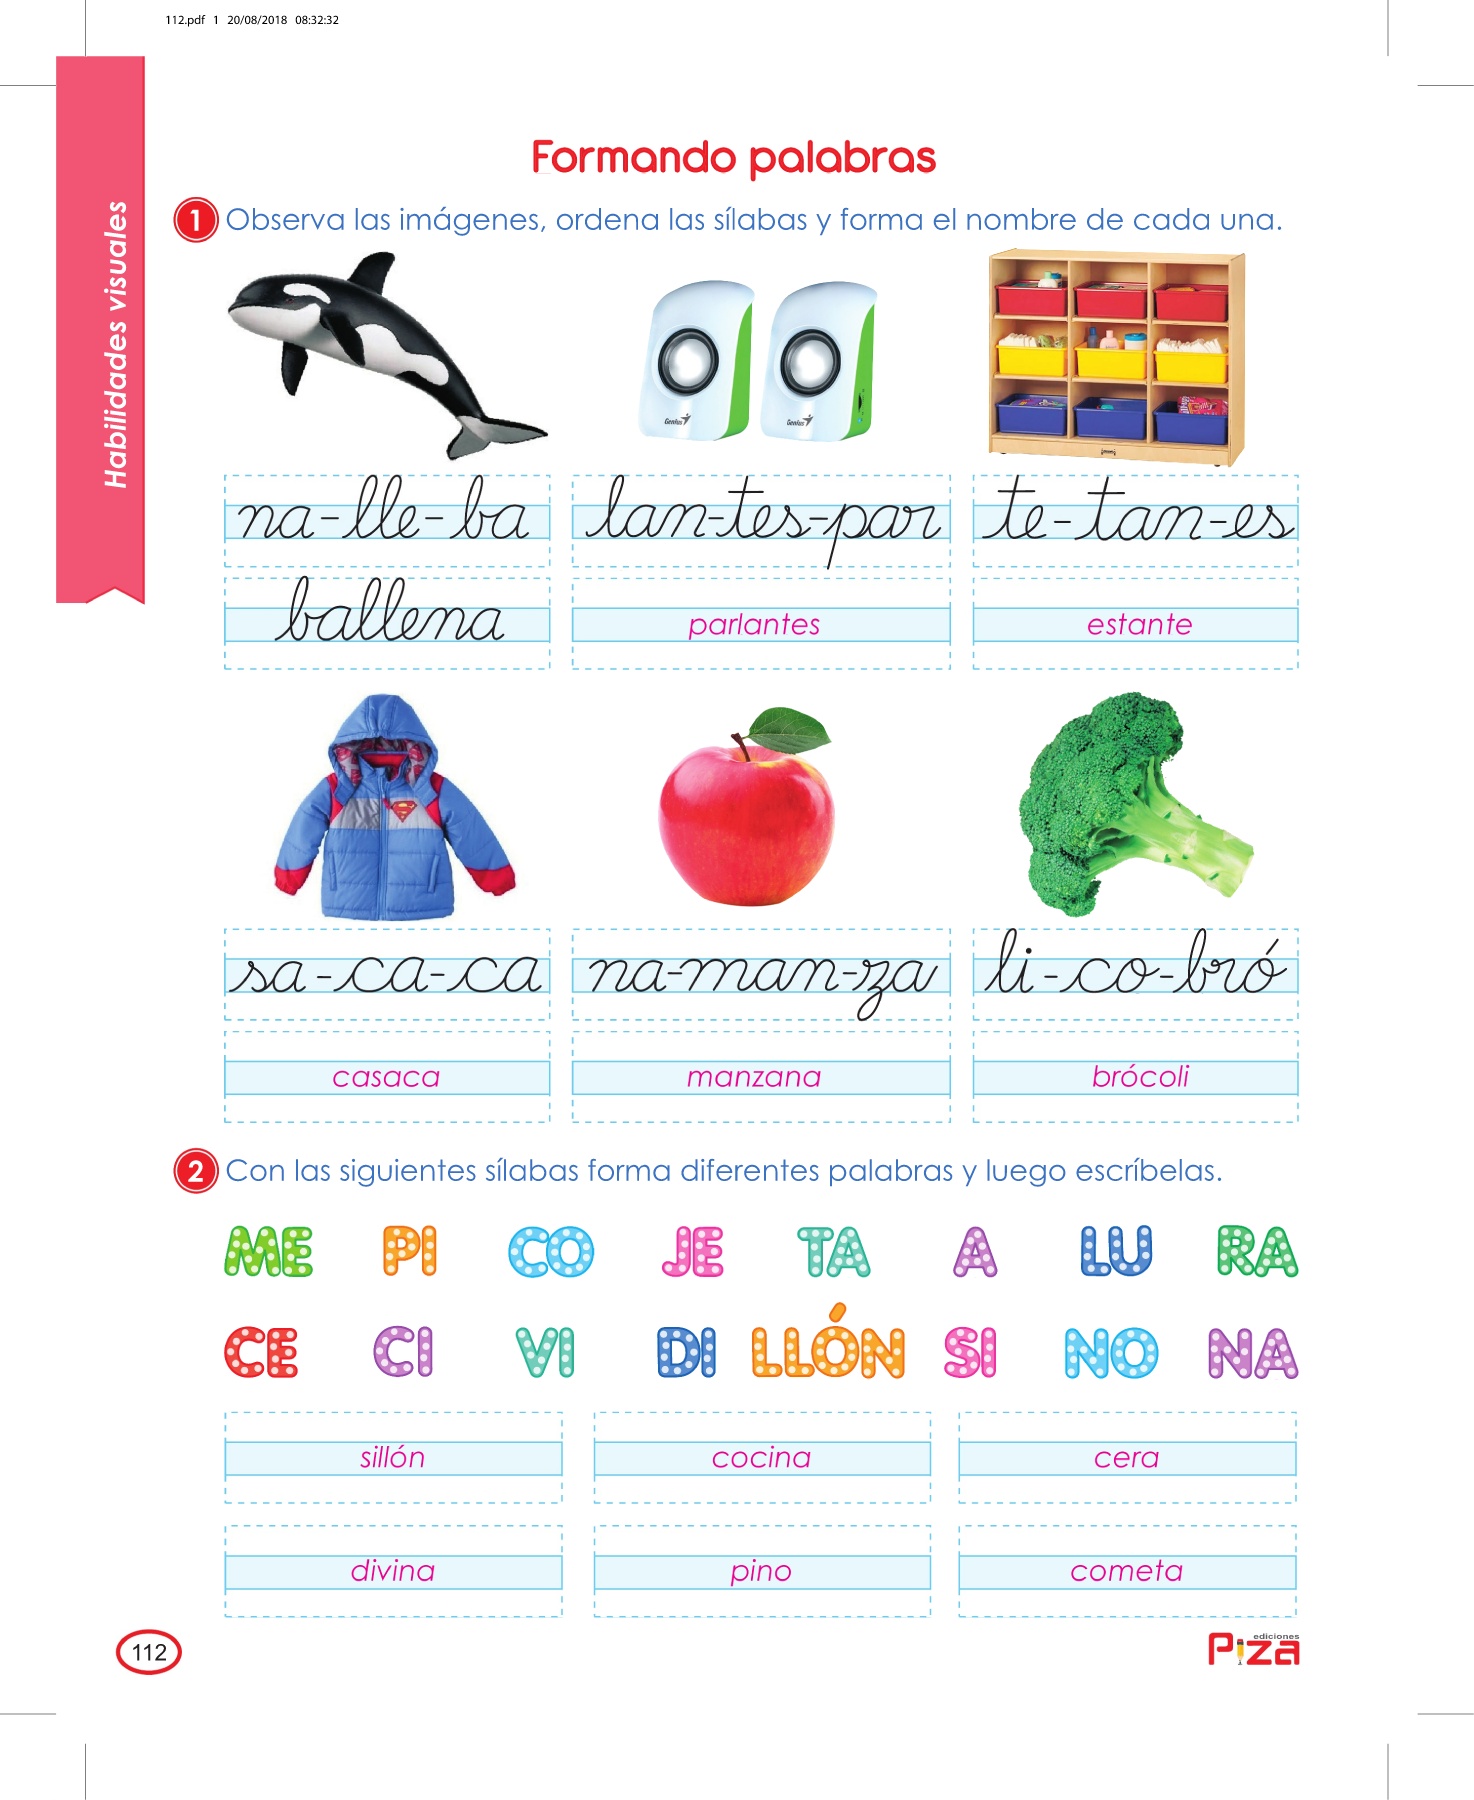 112.pdf 1 20/08/2018 08:32:32
Habilidades visuales
Formando palabras
1 Observa las imágenes, ordena las sílabas y forma el nombre de cada una.
Genius Genius
na-lle-ba lan-tes-par te-tan-es
ballena parlantes estante
sa-ca-ca na-man-za li-co-bró
casaca manzana brócoli
2 Con las siguientes sílabas forma diferentes palabras y luego escríbelas.
ME PI CO JE TA A LU RA
CE CI VI DI LLÓN SI NO NA
sillón cocina cera
divina pino cometa
112
ediciones
Piza